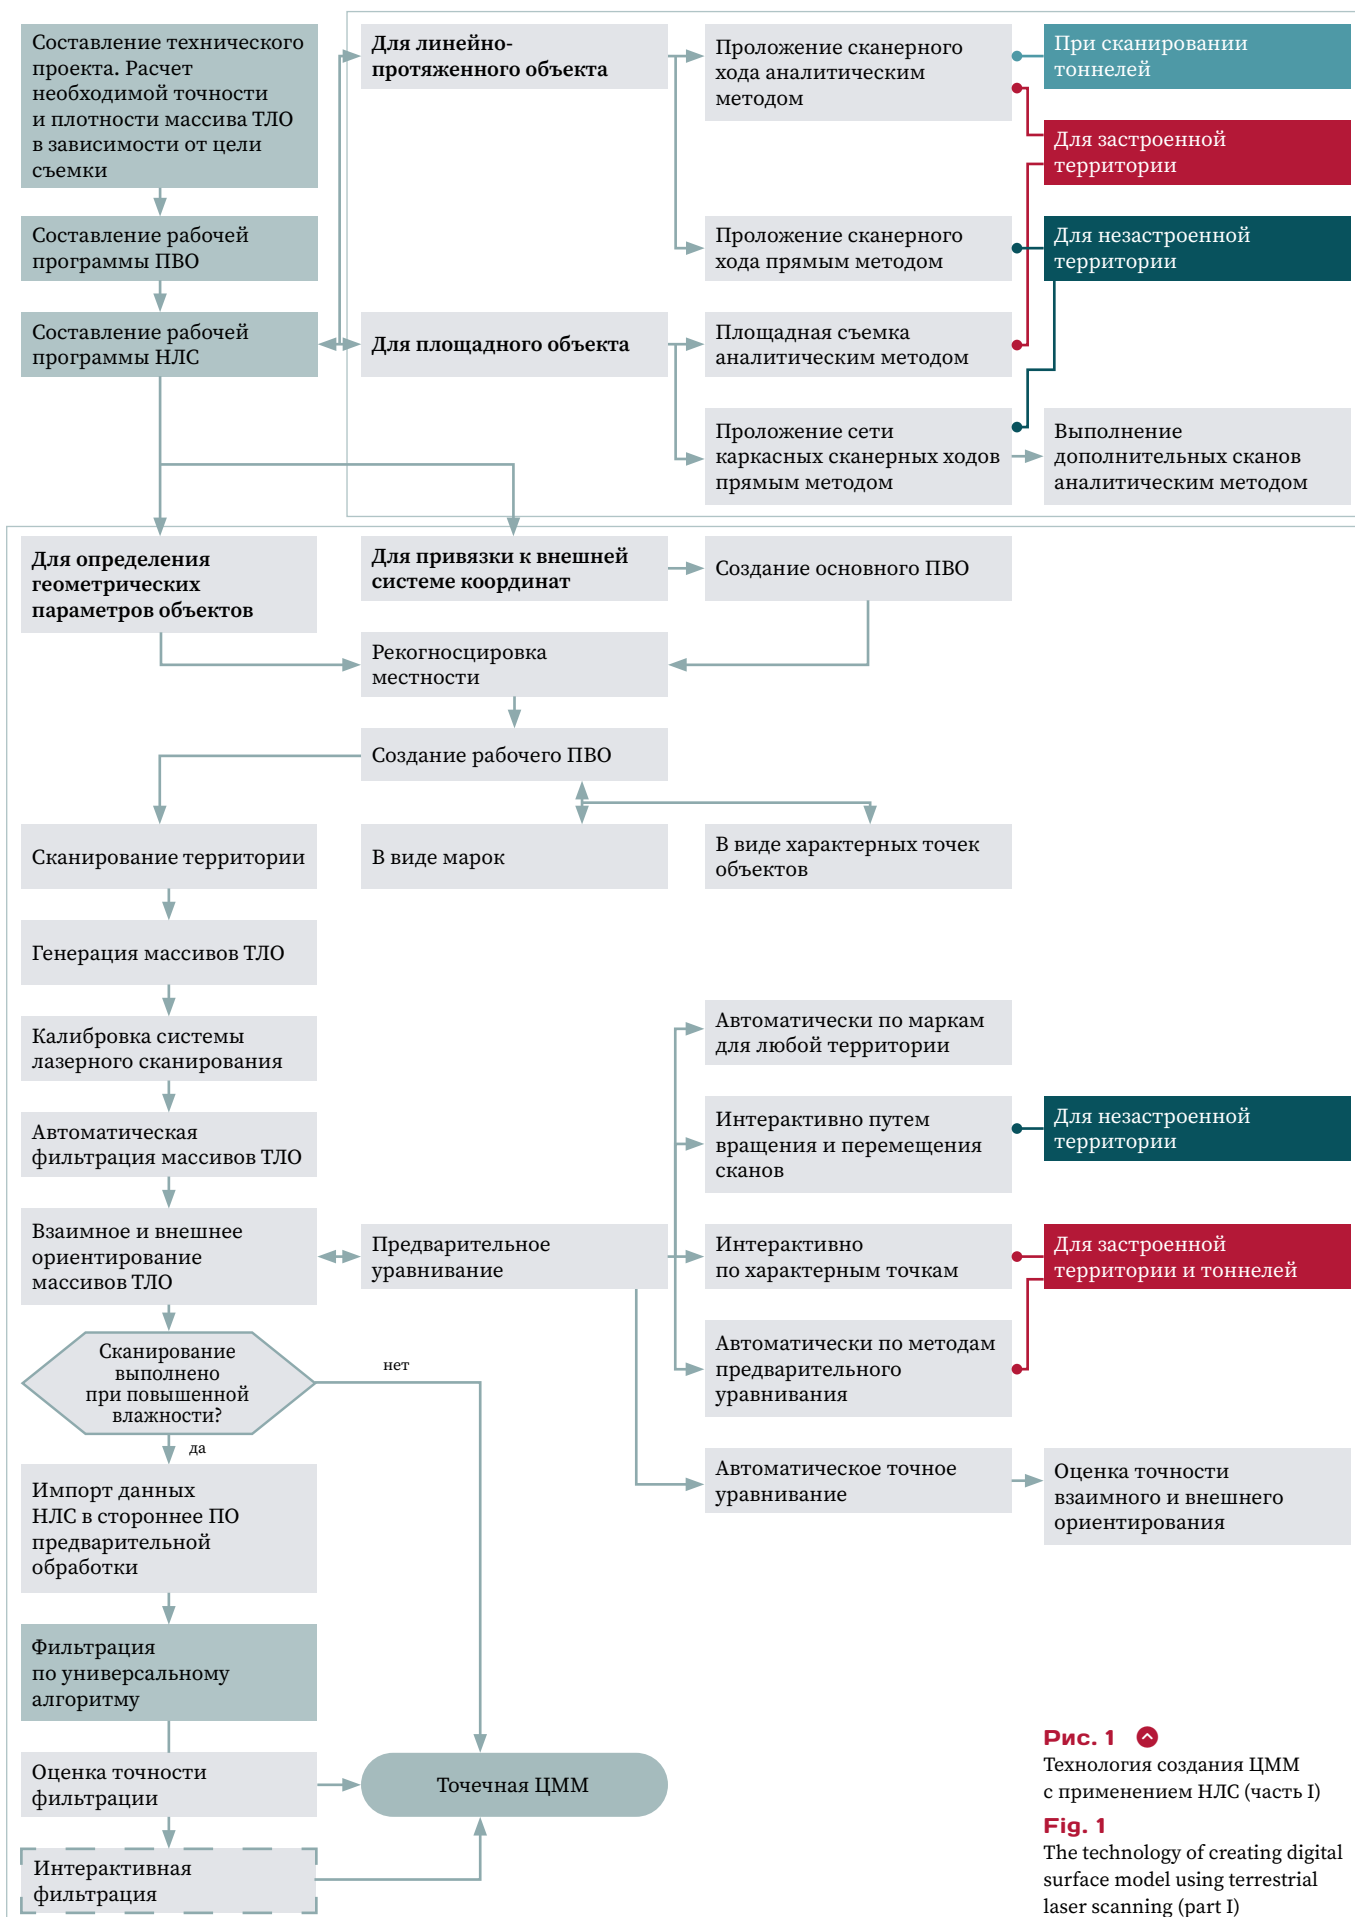 Составление технического
проекта. Расчет
необходимой точности
и плотности массива ТЛО
в зависимости от цели
съемки
Для линейно-
протяженного объекта
Проложение сканерного
хода аналитическим
методом
При сканировании
тоннелей
Для застроенной
территории
Составление рабочей
программы ПВО
Проложение сканерного
хода прямым методом
Для незастроенной
территории
Составление рабочей
программы НЛС
Для площадного объекта
Площадная съемка
аналитическим методом
Проложение сети
каркасных сканерных ходов
прямым методом
Выполнение
дополнительных сканов
аналитическим методом
Для определения
геометрических
параметров объектов
Для привязки к внешней
системе координат
Создание основного ПВО
Рекогносцировка
местности
Создание рабочего ПВО
Сканирование территории
В виде марок
В виде характерных точек
объектов
Генерация массивов ТЛО
Калибровка системы
лазерного сканирования
Автоматически по маркам
для любой территории
Автоматическая
фильтрация массивов ТЛО
Интерактивно путем
вращения и перемещения
сканов
Для незастроенной
территории
Взаимное и внешнее
ориентирование
массивов ТЛО
Предварительное
уравнивание
Интерактивно
по характерным точкам
Для застроенной
территории и тоннелей
Сканирование
выполнено
при повышенной
влажности?
нет
да
Автоматически по методам
предварительного
уравнивания
Импорт данных
НЛС в стороннее ПО
предварительной
обработки
Автоматическое точное
уравнивание
Оценка точности
взаимного и внешнего
ориентирования
Фильтрация
по универсальному
алгоритму
Оценка точности
фильтрации
Точечная ЦММ
Интерактивная
фильтрация
Рис. 1
Технология создания ЦММ
с применением НЛС (часть I)
Fig. 1
The technology of creating digital
surface model using terrestrial
laser scanning (part I)